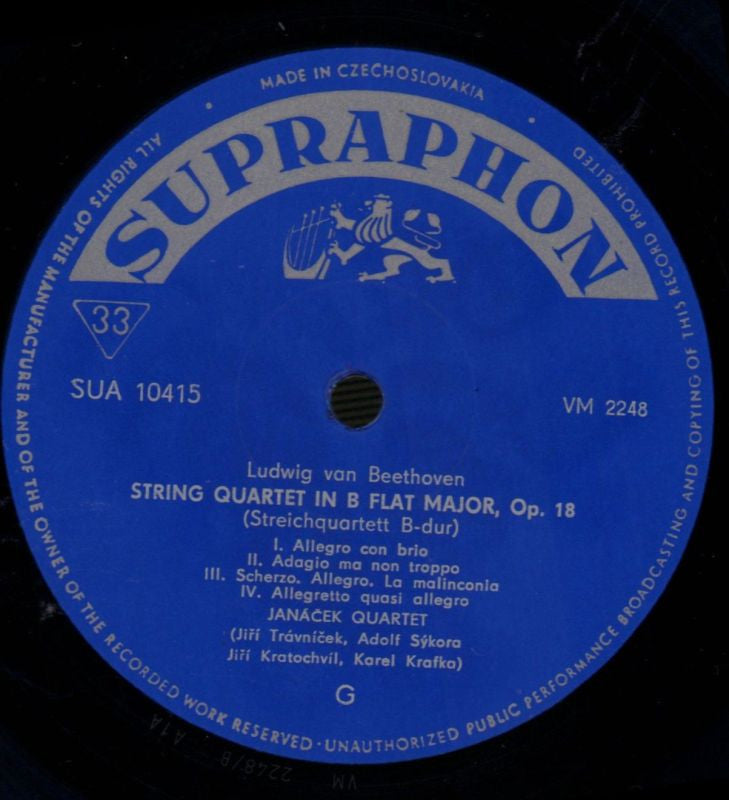 MADE IN CZECHOSLOVAKIA
SUPRAPHON
33
SUA 10415
VM 2248
Ludwig van Beethoven
STRING QUARTET IN B FLAT MAJOR, Op. 18
(Streichquartett B-dur)
I. Allegro con brio
II. Adagio ma non troppo
III. Scherzo. Allegro. La malinconia
IV. Allegretto quasi allegro
JANÁČEK QUARTET
(Jiří Trávníček, Adolf Sýkora
Jiří Kratochvíl, Karel Krafka)
G
ALL RIGHTS OF THE MANUFACTURER AND OF THE OWNER OF THE RECORDED WORK RESERVED · UNAUTHORIZED PUBLIC PERFORMANCE BROADCASTING AND COPYING OF THIS RECORD PROHIBITED
VM 2248/B A1A